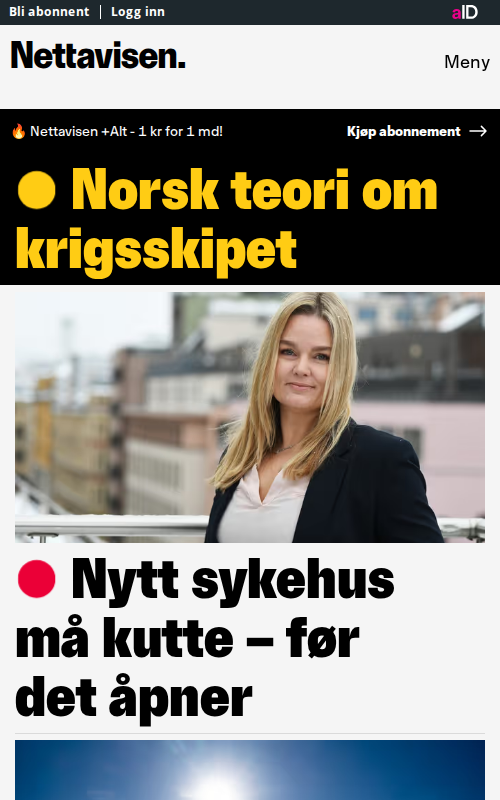 Bli abonnent | Logg inn
aID
Nettavisen.
Meny
🔥 Nettavisen +Alt - 1 kr for 1 md!
Kjøp abonnement →
Norsk teori om
krigsskipet
Nytt sykehus
må kutte – før
det åpner